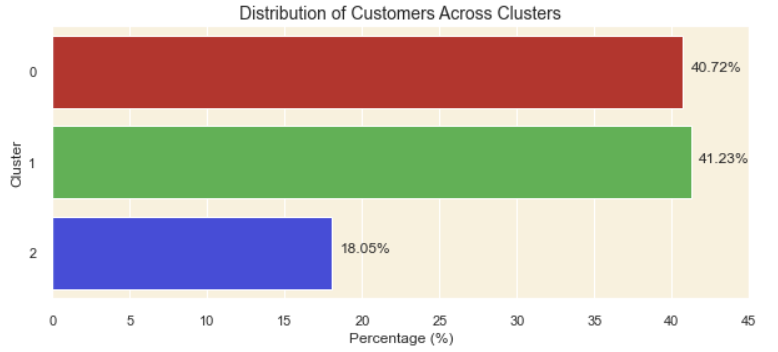 Distribution of Customers Across Clusters
0
40.72%
Cluster
1
41.23%
2
18.05%
0 5 10 15 20 25 30 35 40 45
Percentage (%)